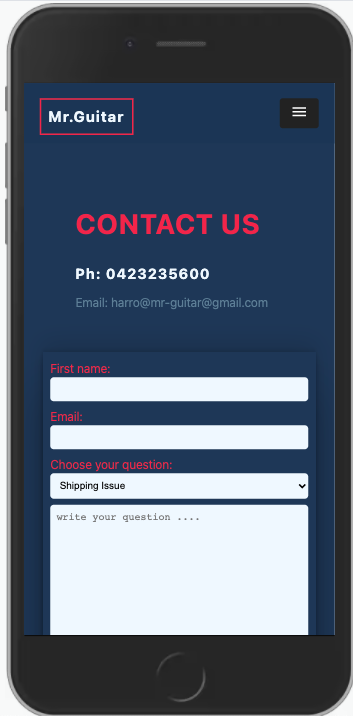 Mr.Guitar
CONTACT US
Ph: 0423235600
Email: harro@mr-guitar@gmail.com
First name:
Email:
Choose your question:
Shipping Issue
write your question ....